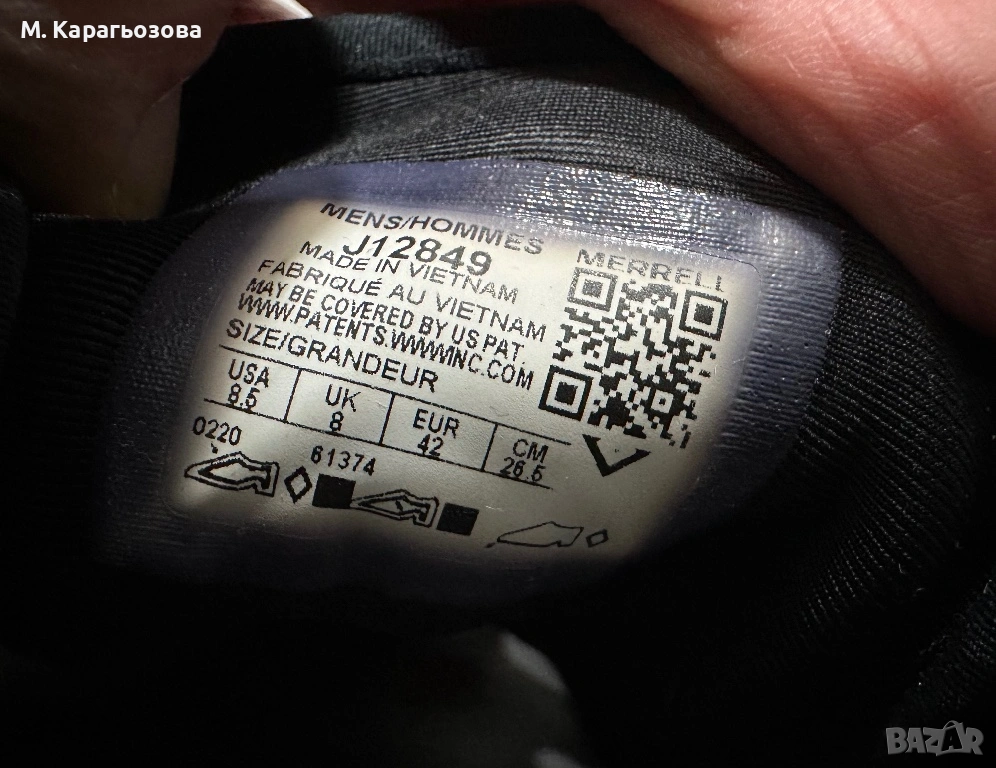 М. Карагьозова
MENS/HOMMES
J12849
MADE IN VIETNAM
FABRIQUÉ AU VIETNAM
MAY BE COVERED BY US PAT.
WWW.PATENTS.WWWINC.COM
SIZE/GRANDEUR
USA UK EUR CM
8.5 8 42 26.5
0220 61374
MERRELL
BAZAR